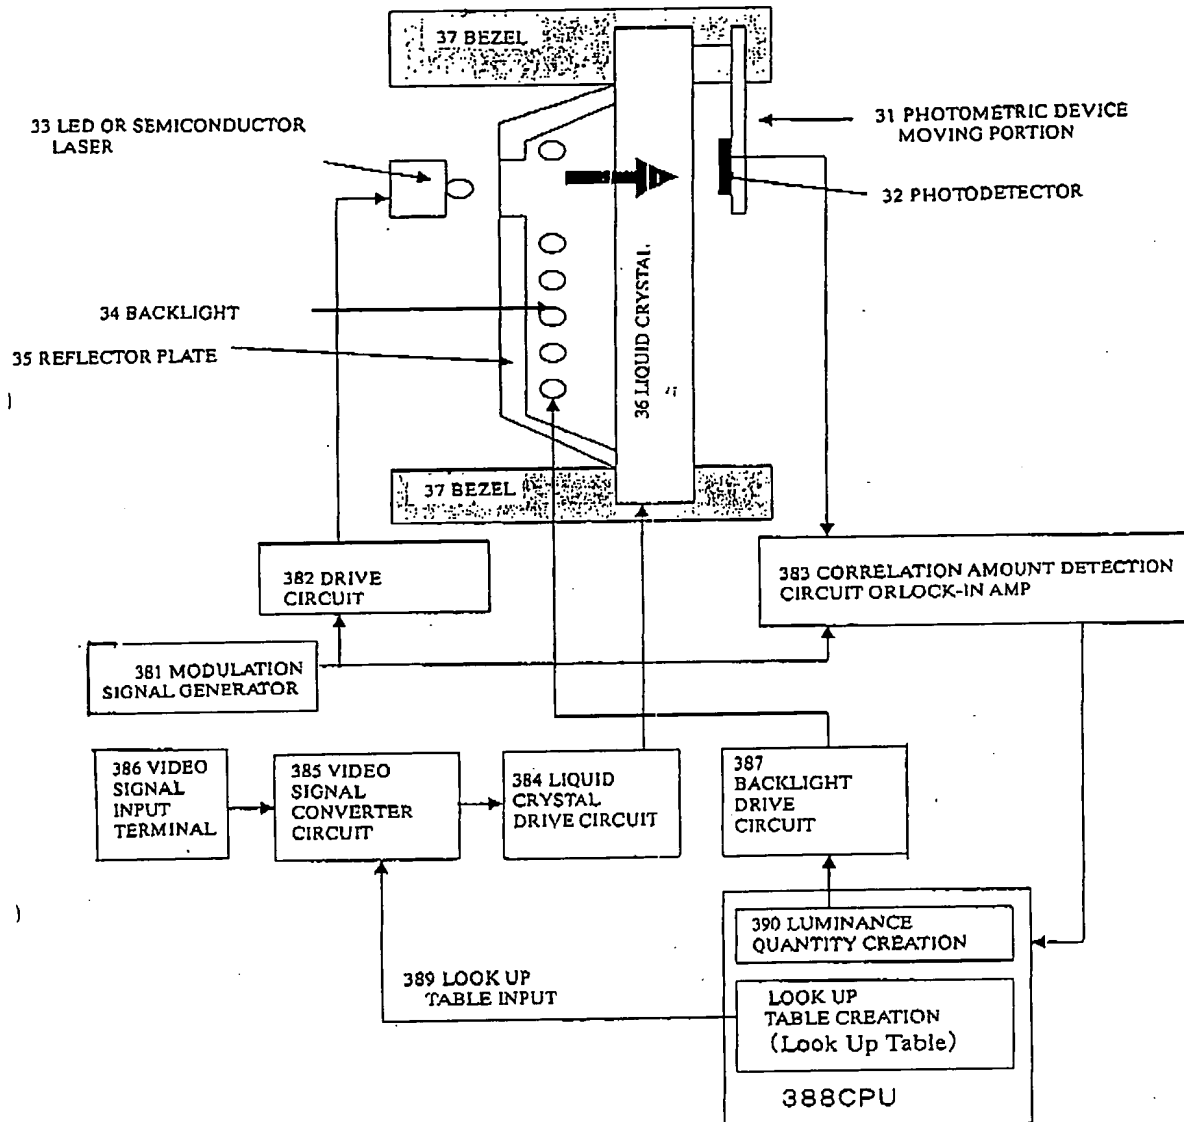 37 BEZEL
33 LED OR SEMICONDUCTOR
LASER
31 PHOTOMETRIC DEVICE
MOVING PORTION
32 PHOTODETECTOR
36 LIQUID CRYSTAL
34 BACKLIGHT
35 REFLECTOR PLATE
37 BEZEL
382 DRIVE
CIRCUIT
383 CORRELATION AMOUNT DETECTION
CIRCUIT ORLOCK-IN AMP
381 MODULATION
SIGNAL GENERATOR
386 VIDEO
SIGNAL
INPUT
TERMINAL
385 VIDEO
SIGNAL
CONVERTER
CIRCUIT
384 LIQUID
CRYSTAL
DRIVE CIRCUIT
387
BACKLIGHT
DRIVE
CIRCUIT
390 LUMINANCE
QUANTITY CREATION
389 LOOK UP
TABLE INPUT
LOOK UP
TABLE CREATION
(Look Up Table)
388CPU